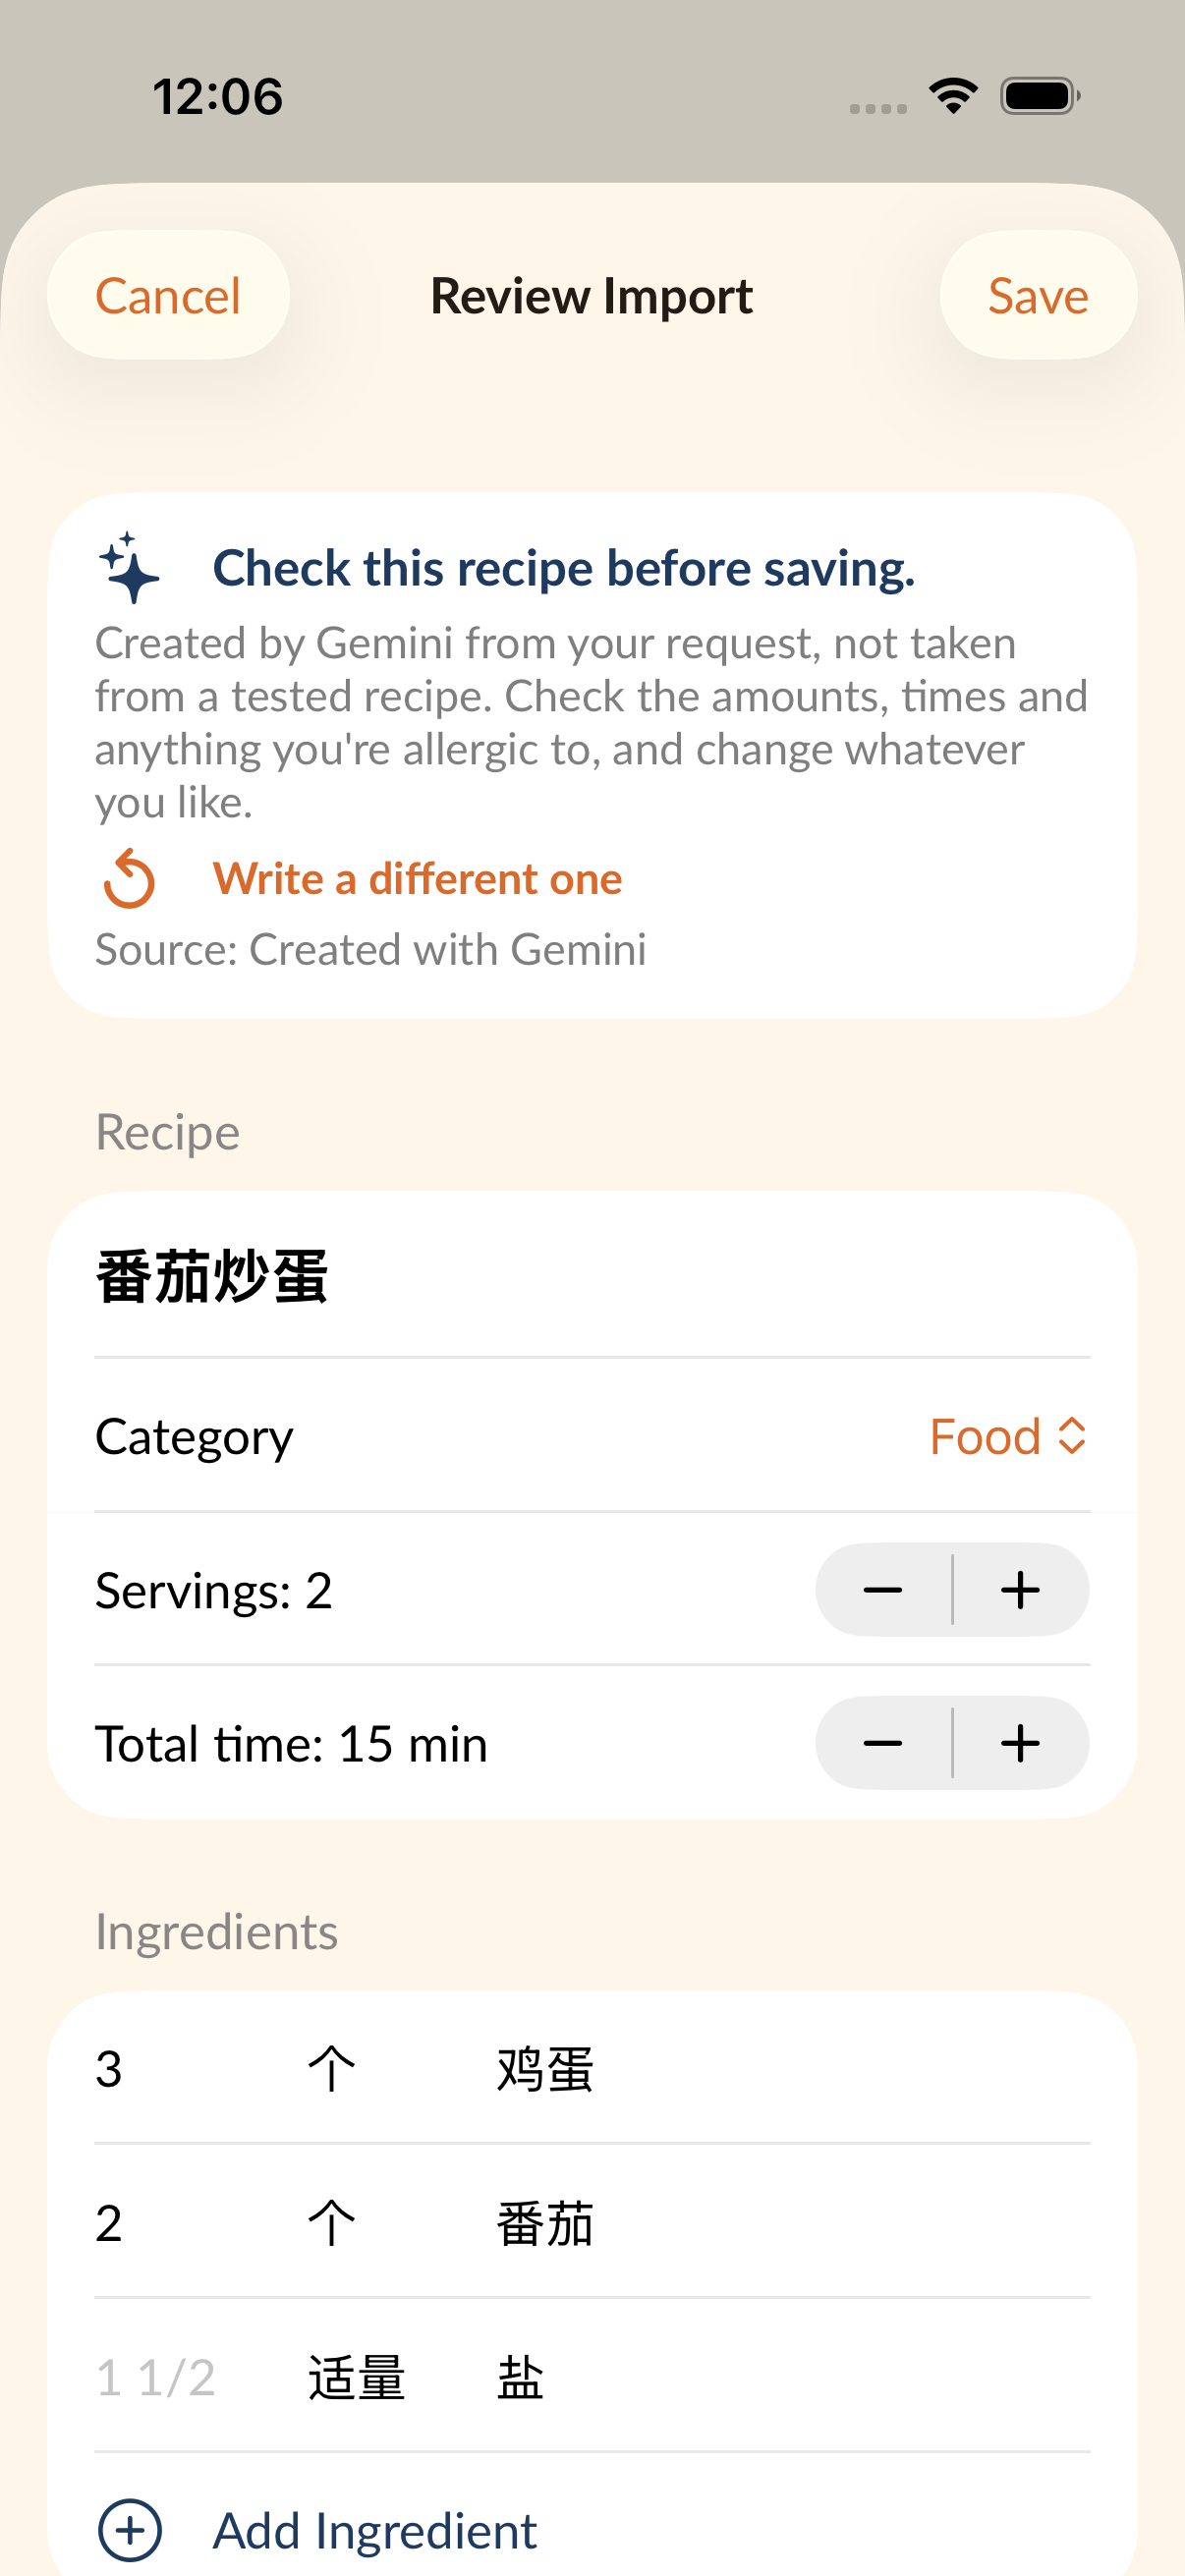 12:06
Cancel
Review Import
Save
Check this recipe before saving.
Created by Gemini from your request, not taken
from a tested recipe. Check the amounts, times and
anything you're allergic to, and change whatever
you like.
Write a different one
Source: Created with Gemini
Recipe
番茄炒蛋
Category
Food
Servings: 2
Total time: 15 min
Ingredients
3 个 鸡蛋
2 个 番茄
1 1/2 适量 盐
Add Ingredient